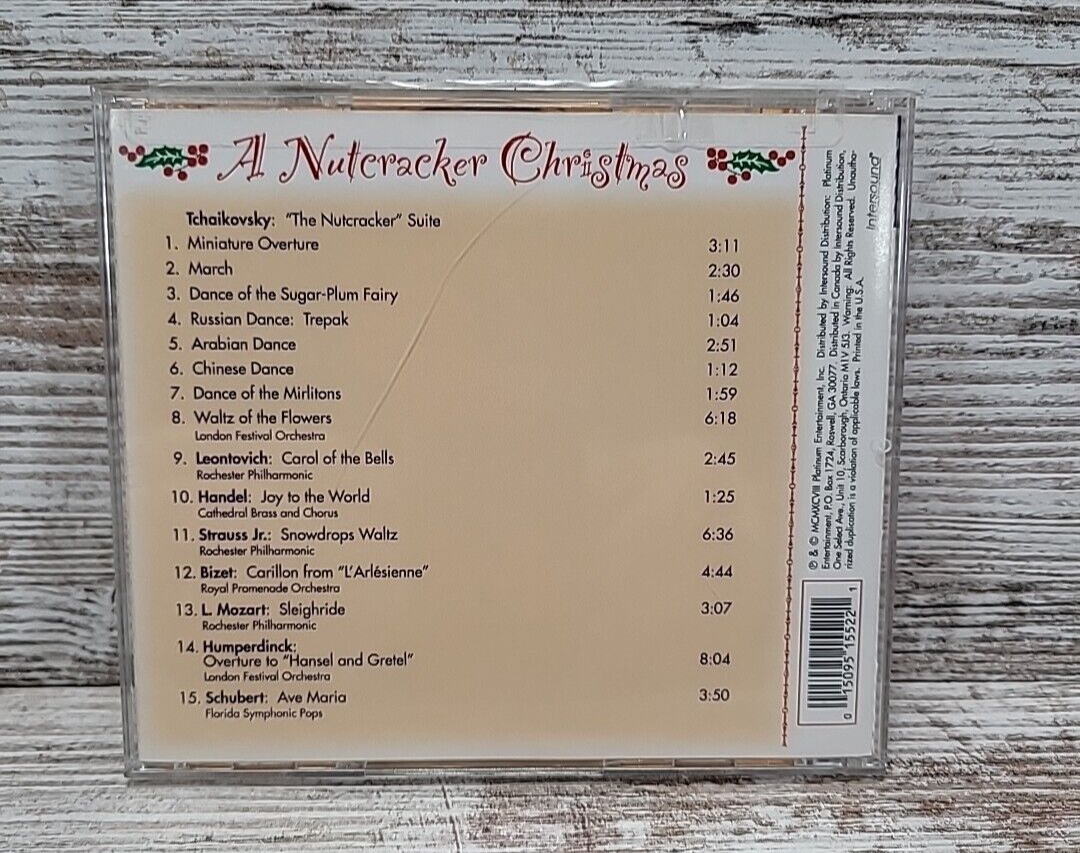 A Nutcracker Christmas
Tchaikovsky: "The Nutcracker" Suite
1. Miniature Overture 3:11
2. March 2:30
3. Dance of the Sugar-Plum Fairy 1:46
4. Russian Dance: Trepak 1:04
5. Arabian Dance 2:51
6. Chinese Dance 1:12
7. Dance of the Mirlitons 1:59
8. Waltz of the Flowers 6:18
London Festival Orchestra
9. Leontovich: Carol of the Bells 2:45
Rochester Philharmonic
10. Handel: Joy to the World 1:25
Cathedral Brass and Chorus
11. Strauss Jr.: Snowdrops Waltz 6:36
Rochester Philharmonic
12. Bizet: Carillon from "L'Arlésienne" 4:44
Royal Promenade Orchestra
13. L. Mozart: Sleighride 3:07
Rochester Philharmonic
14. Humperdinck:
Overture to "Hansel and Gretel" 8:04
London Festival Orchestra
15. Schubert: Ave Maria 3:50
Florida Symphonic Pops
℗ & © MCMXCVIII Platinum Entertainment, Inc. Distributed by Intersound Distribution: Platinum
Entertainment, P.O. Box 1724, Roswell, GA 30077. Distributed in Canada by Intersound Distribution,
One Select Ave., Unit 10, Scarborough, Ontario M1V 5J3. Warning: All Rights Reserved. Unautho-
rized duplication is a violation of applicable laws. Printed in the U.S.A.
intersound®
0 15095 15522 1